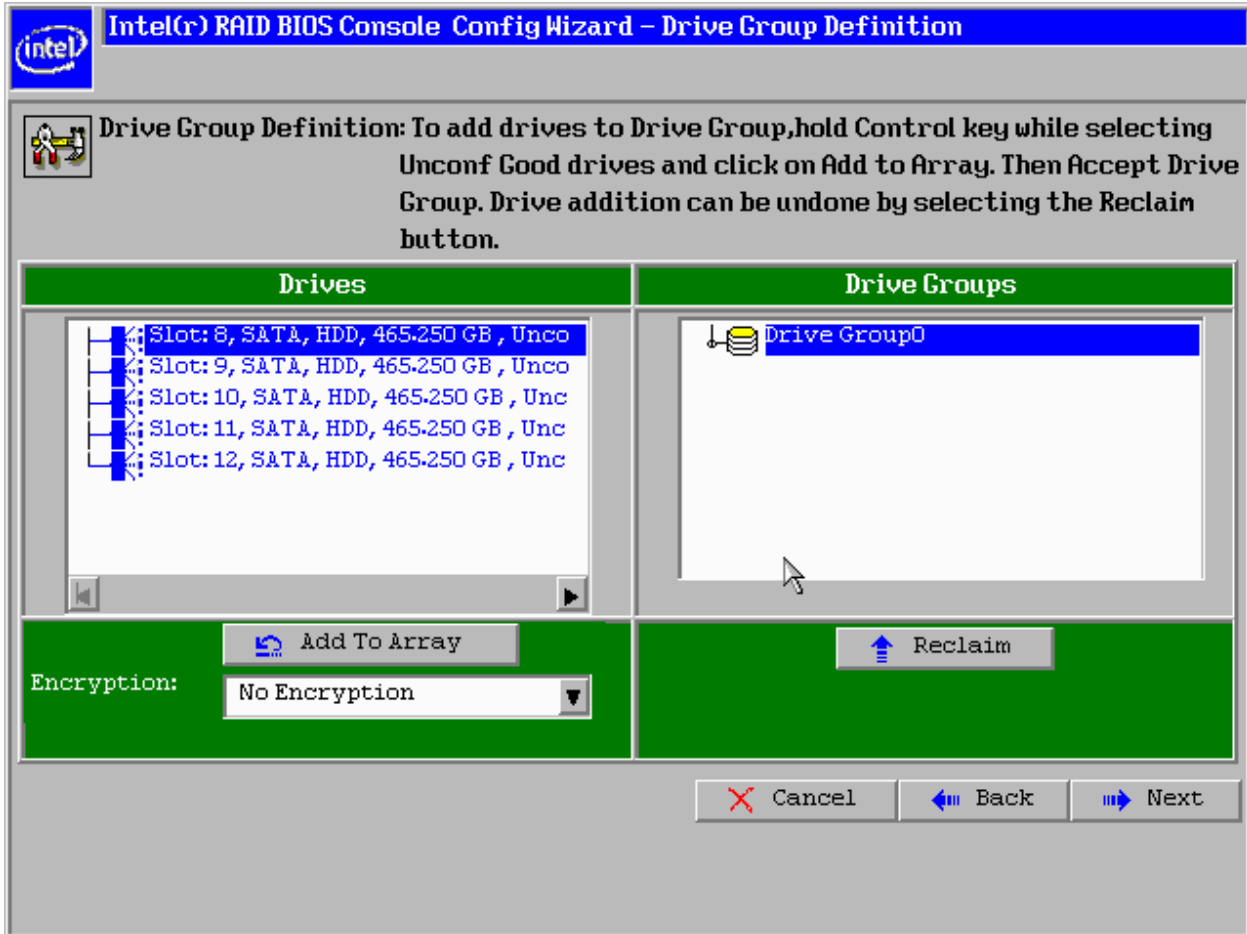 intel
Intel(r) RAID BIOS Console Config Wizard – Drive Group Definition
Drive Group Definition: To add drives to Drive Group,hold Control key while selecting
Unconf Good drives and click on Add to Array. Then Accept Drive
Group. Drive addition can be undone by selecting the Reclaim
button.
Drives
Slot: 8, SATA, HDD, 465.250 GB , Unco
Slot: 9, SATA, HDD, 465.250 GB , Unco
Slot: 10, SATA, HDD, 465.250 GB , Unc
Slot: 11, SATA, HDD, 465.250 GB , Unc
Slot: 12, SATA, HDD, 465.250 GB , Unc
Add To Array
Encryption:
No Encryption
Drive Groups
Drive Group0
Reclaim
Cancel
Back
Next